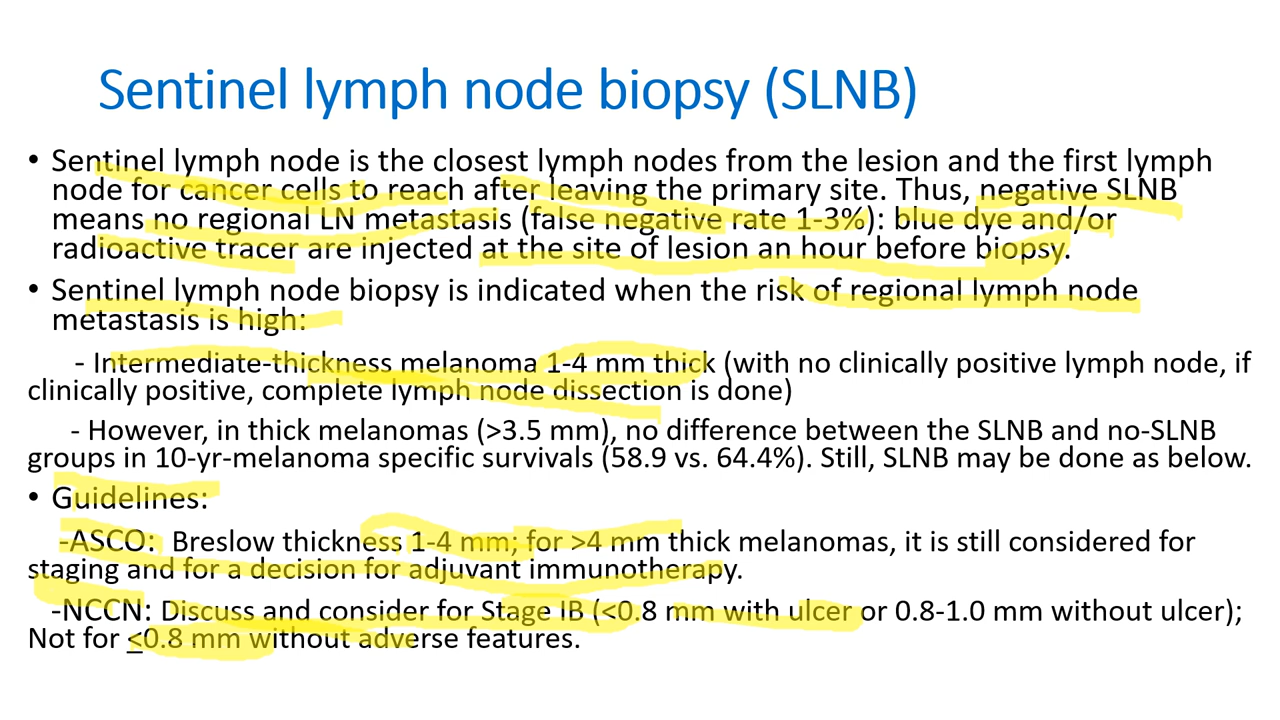 Sentinel lymph node biopsy (SLNB)
• Sentinel lymph node is the closest lymph nodes from the lesion and the first lymph
node for cancer cells to reach after leaving the primary site. Thus, negative SLNB
means no regional LN metastasis (false negative rate 1-3%): blue dye and/or
radioactive tracer are injected at the site of lesion an hour before biopsy.
• Sentinel lymph node biopsy is indicated when the risk of regional lymph node
metastasis is high:
- Intermediate-thickness melanoma 1-4 mm thick (with no clinically positive lymph node, if
clinically positive, complete lymph node dissection is done)
- However, in thick melanomas (>3.5 mm), no difference between the SLNB and no-SLNB
groups in 10-yr-melanoma specific survivals (58.9 vs. 64.4%). Still, SLNB may be done as below.
• Guidelines:
-ASCO: Breslow thickness 1-4 mm; for >4 mm thick melanomas, it is still considered for
staging and for a decision for adjuvant immunotherapy.
-NCCN: Discuss and consider for Stage IB (<0.8 mm with ulcer or 0.8-1.0 mm without ulcer);
Not for <0.8 mm without adverse features.